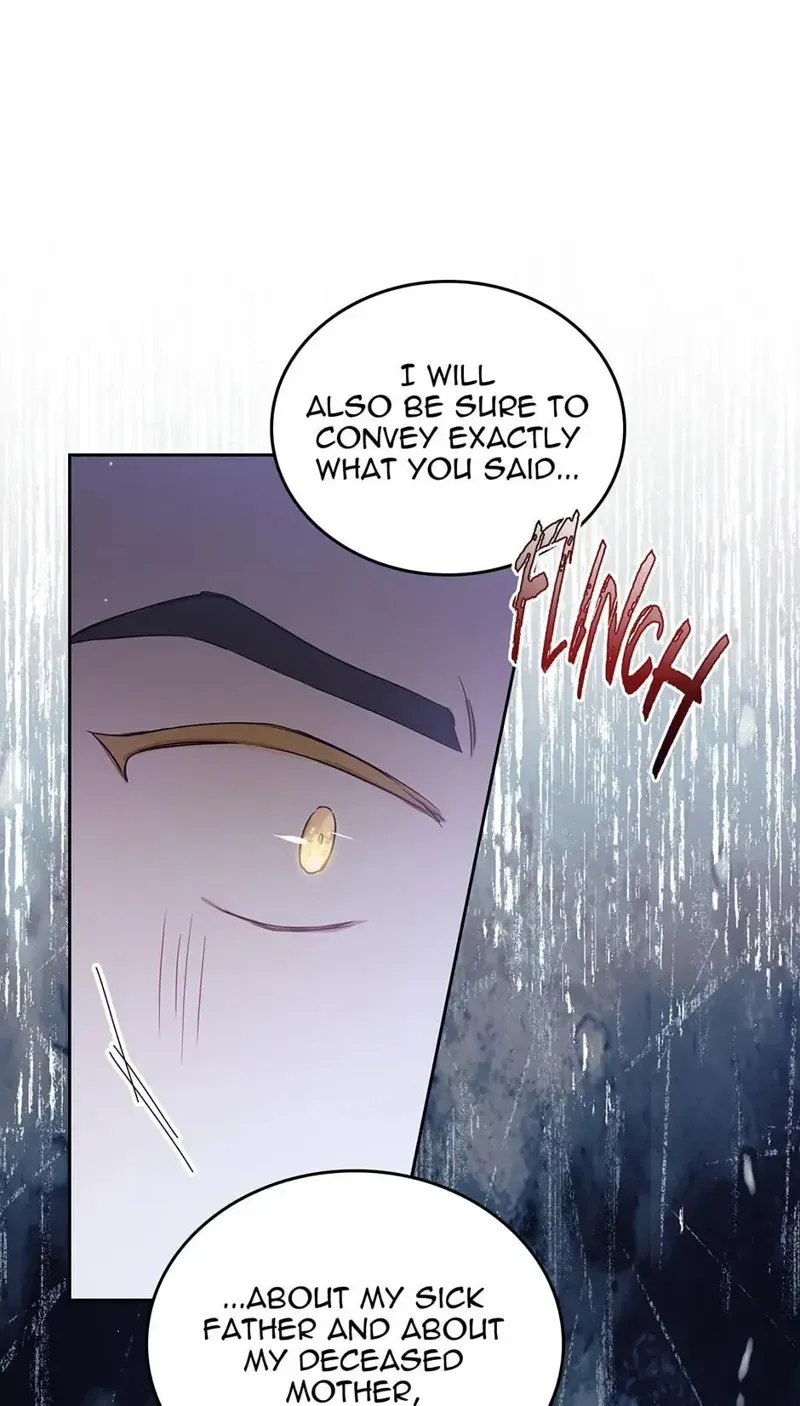 I WILL
ALSO BE SURE TO
CONVEY EXACTLY
WHAT YOU SAID...
FLINCH
...ABOUT MY SICK
FATHER AND ABOUT
MY DECEASED
MOTHER,